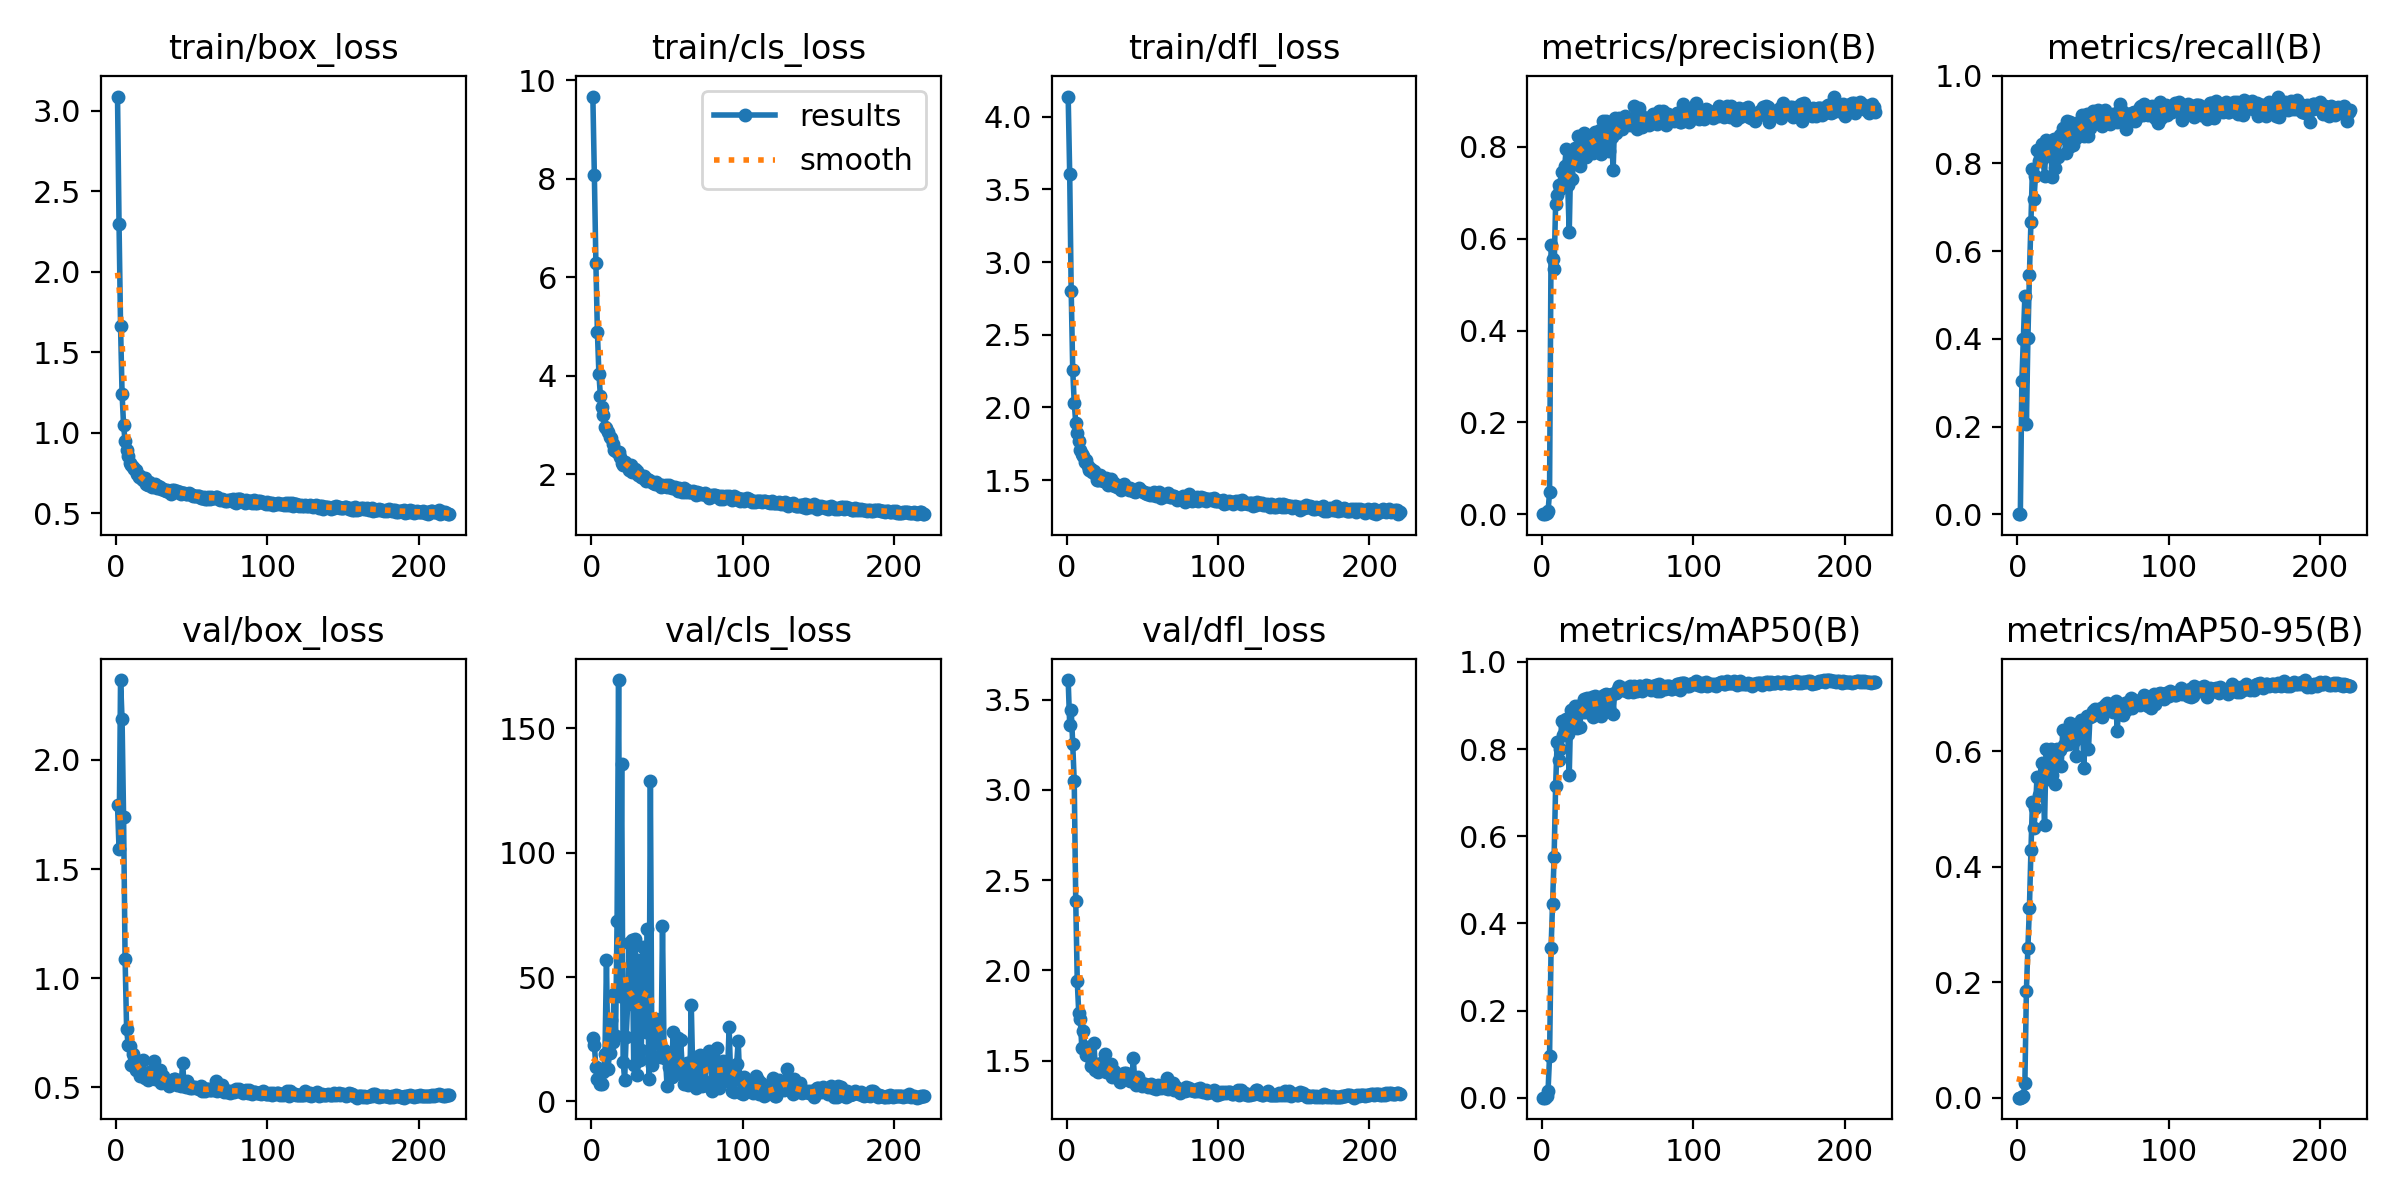 train/box_loss
3.0
2.5
2.0
1.5
1.0
0.5
0 100 200
train/cls_loss
10
8
6
4
2
0 100 200
results
smooth
train/dfl_loss
4.0
3.5
3.0
2.5
2.0
1.5
0 100 200
metrics/precision(B)
0.8
0.6
0.4
0.2
0.0
0 100 200
metrics/recall(B)
1.0
0.8
0.6
0.4
0.2
0.0
0 100 200
val/box_loss
2.0
1.5
1.0
0.5
0 100 200
val/cls_loss
150
100
50
0
0 100 200
val/dfl_loss
3.5
3.0
2.5
2.0
1.5
0 100 200
metrics/mAP50(B)
1.0
0.8
0.6
0.4
0.2
0.0
0 100 200
metrics/mAP50-95(B)
0.6
0.4
0.2
0.0
0 100 200